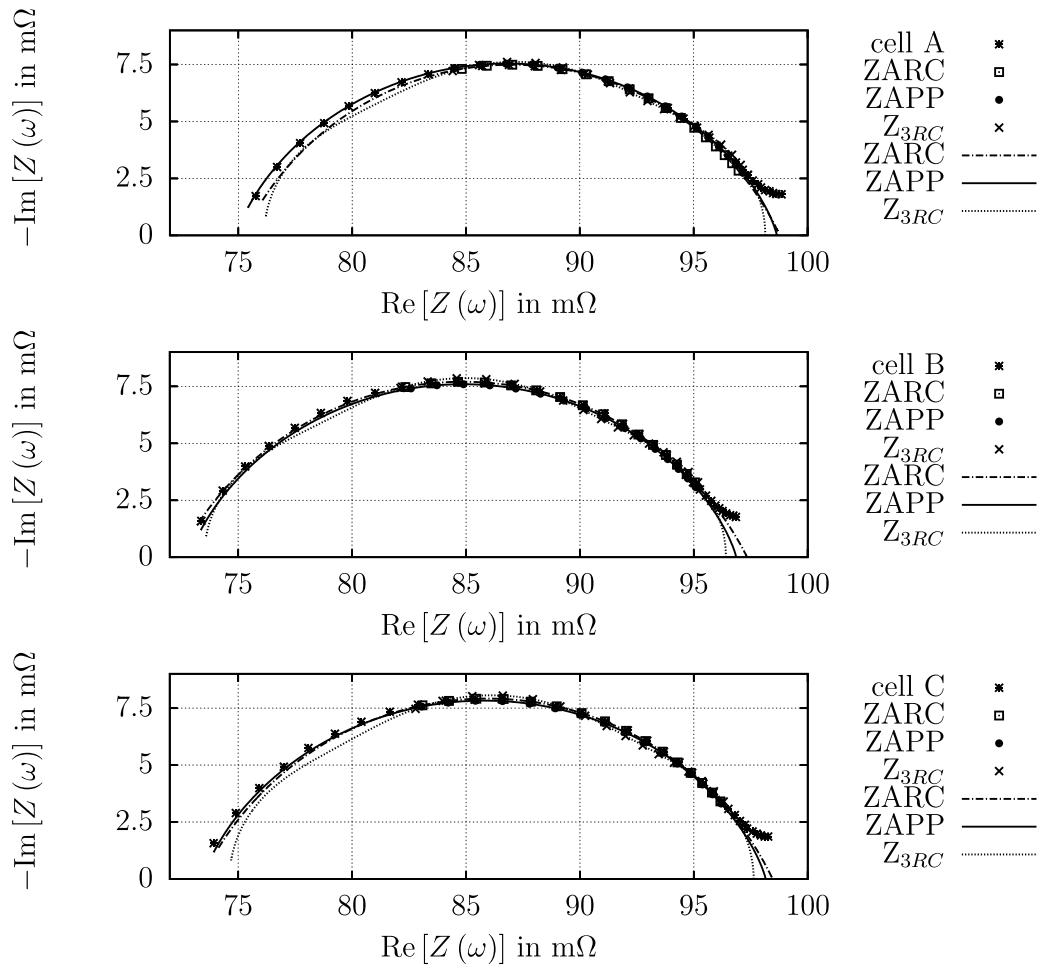 −Im [Z (ω)] in mΩ
7.5
5
2.5
0
75
80
85
90
95
100
Re [Z (ω)] in mΩ
cell A
ZARC
ZAPP
Z3RC
ZARC
ZAPP
Z3RC
−Im [Z (ω)] in mΩ
7.5
5
2.5
0
75
80
85
90
95
100
Re [Z (ω)] in mΩ
cell B
ZARC
ZAPP
Z3RC
ZARC
ZAPP
Z3RC
−Im [Z (ω)] in mΩ
7.5
5
2.5
0
75
80
85
90
95
100
Re [Z (ω)] in mΩ
cell C
ZARC
ZAPP
Z3RC
ZARC
ZAPP
Z3RC